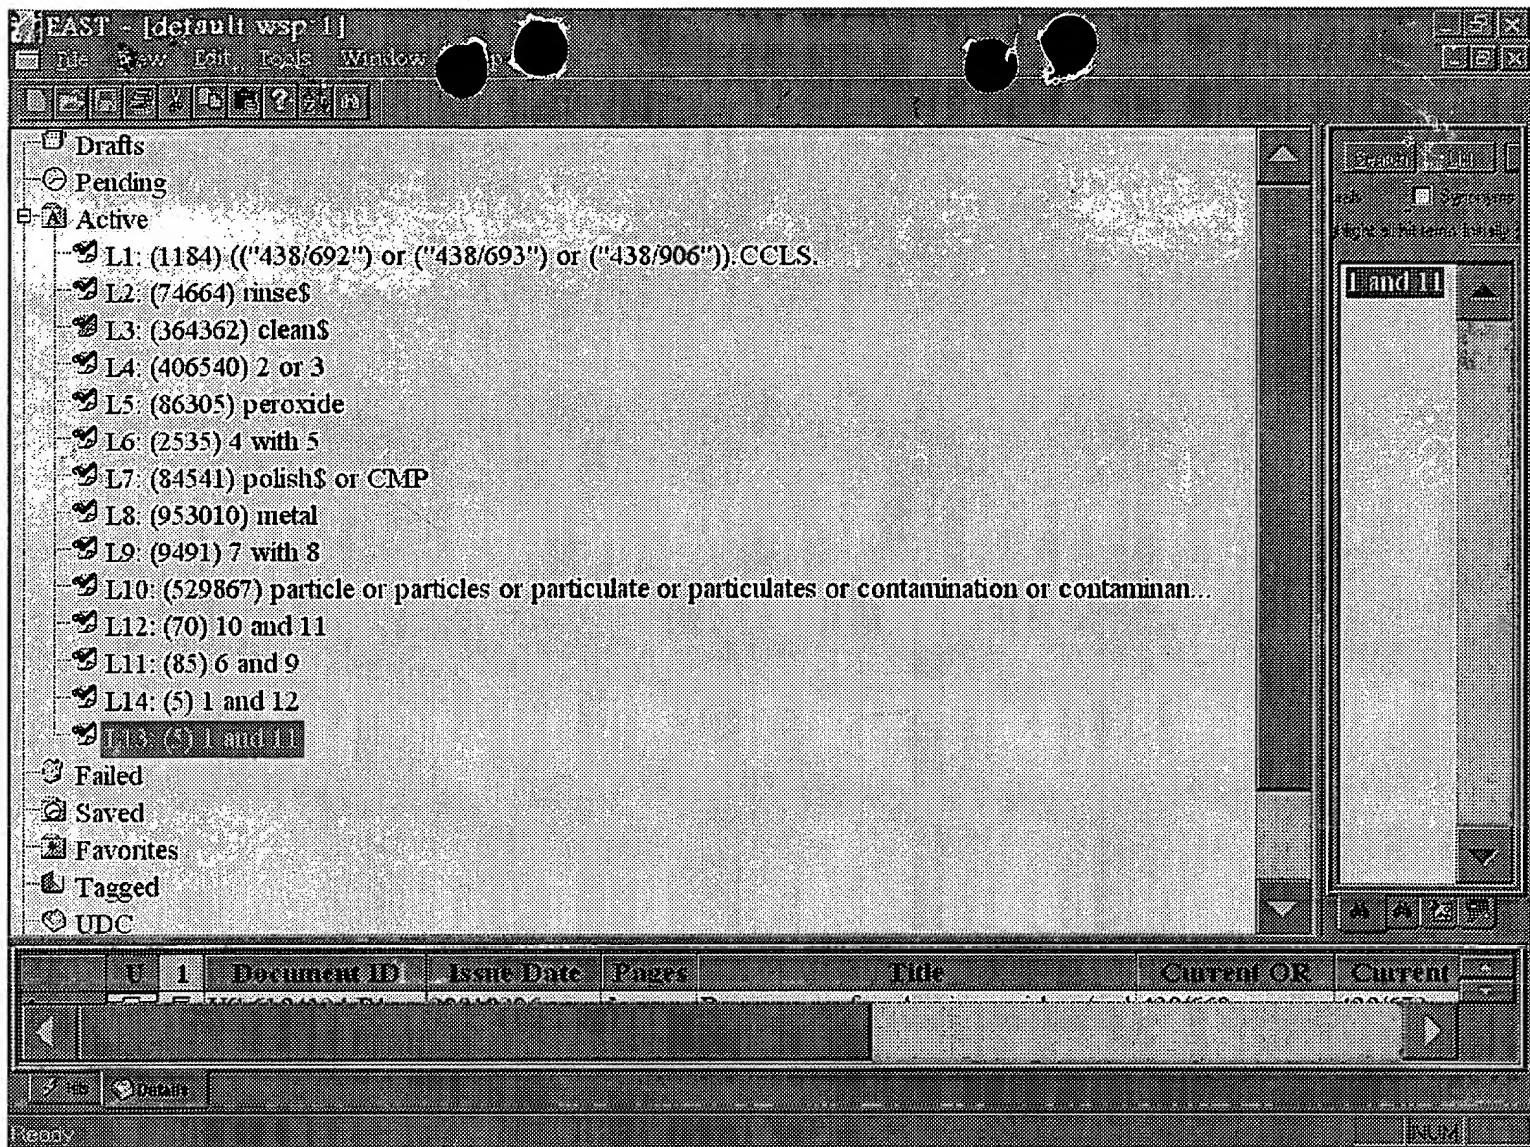 EAST - [default wsp:1]
File View Edit Tools Window
Drafts
Pending
Active
L1: (1184) (("438/692") or ("438/693") or ("438/906")).CCLS.
L2: (74664) rinse$
L3: (364362) clean$
L4: (406540) 2 or 3
L5: (86305) peroxide
L6: (2535) 4 with 5
L7: (84541) polish$ or CMP
L8: (953010) metal
L9: (9491) 7 with 8
L10: (529867) particle or particles or particulate or particulates or contamination or contaminan...
L12: (70) 10 and 11
L11: (85) 6 and 9
L14: (5) 1 and 12
L13: (5) 1 and 11
Failed
Saved
Favorites
Tagged
UDC
Search
1 and 11
U 1 Document ID Issue Date Pages Title Current OR Current
Details
Ready
NUM